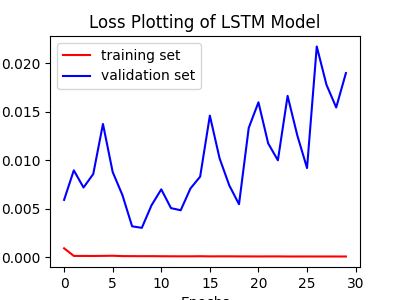 Loss Plotting of LSTM Model
training set
validation set
0.020
0.015
0.010
0.005
0.000
0 5 10 15 20 25 30
Epochs